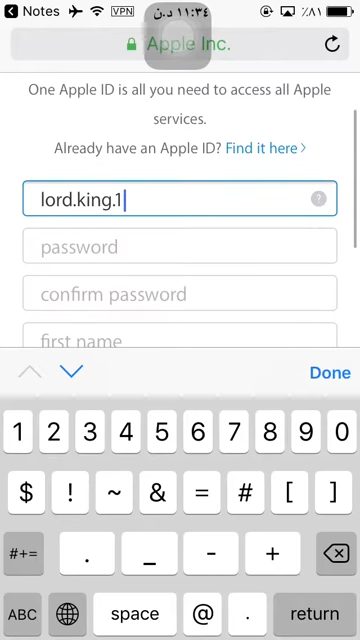 Notes VPN ١١:٣٤ د.ن ٪٨١
Apple Inc.
One Apple ID is all you need to access all Apple
services.
Already have an Apple ID? Find it here >
lord.king.1 ?
password
confirm password
first name
Done
1 2 3 4 5 6 7 8 9 0
$ ! ~ & = # [ ]
#+= . _ - +
ABC space @ . return